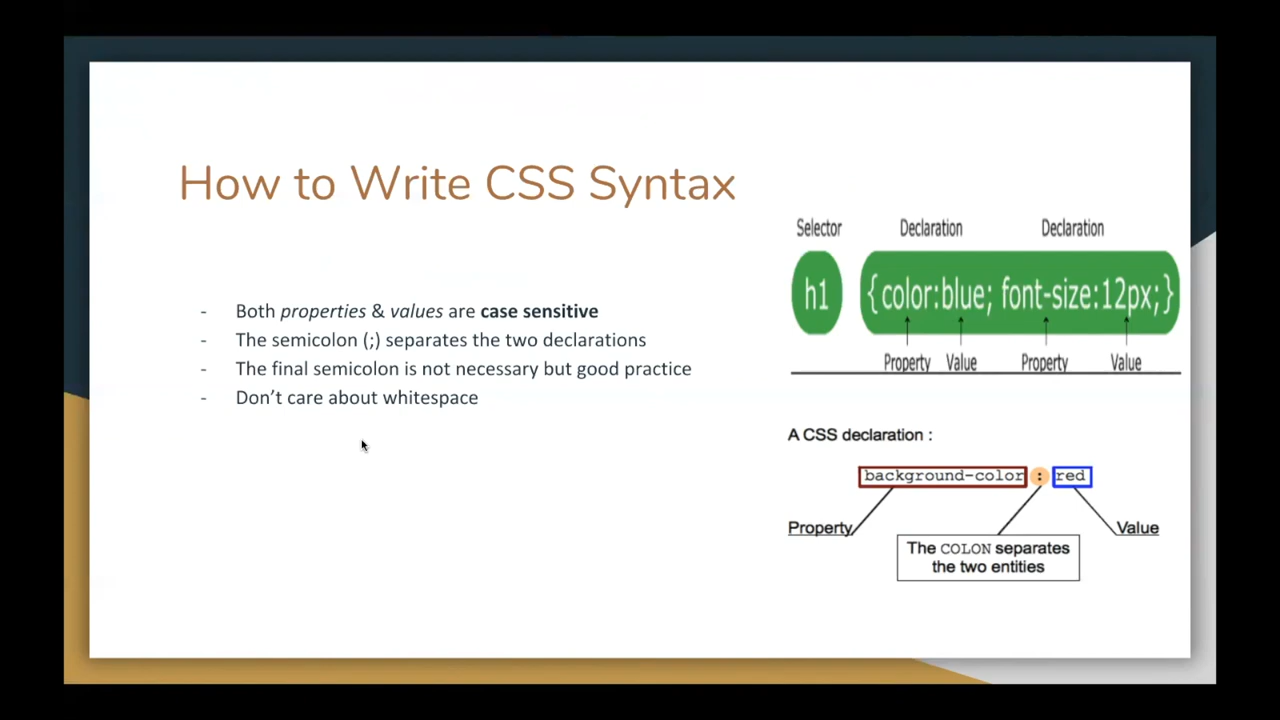 How to Write CSS Syntax
- Both properties & values are case sensitive
- The semicolon (;) separates the two declarations
- The final semicolon is not necessary but good practice
- Don’t care about whitespace
Selector Declaration Declaration
h1 {color:blue; font-size:12px;}
Property Value Property Value
A CSS declaration :
background-color : red
Property Value
The COLON separates
the two entities